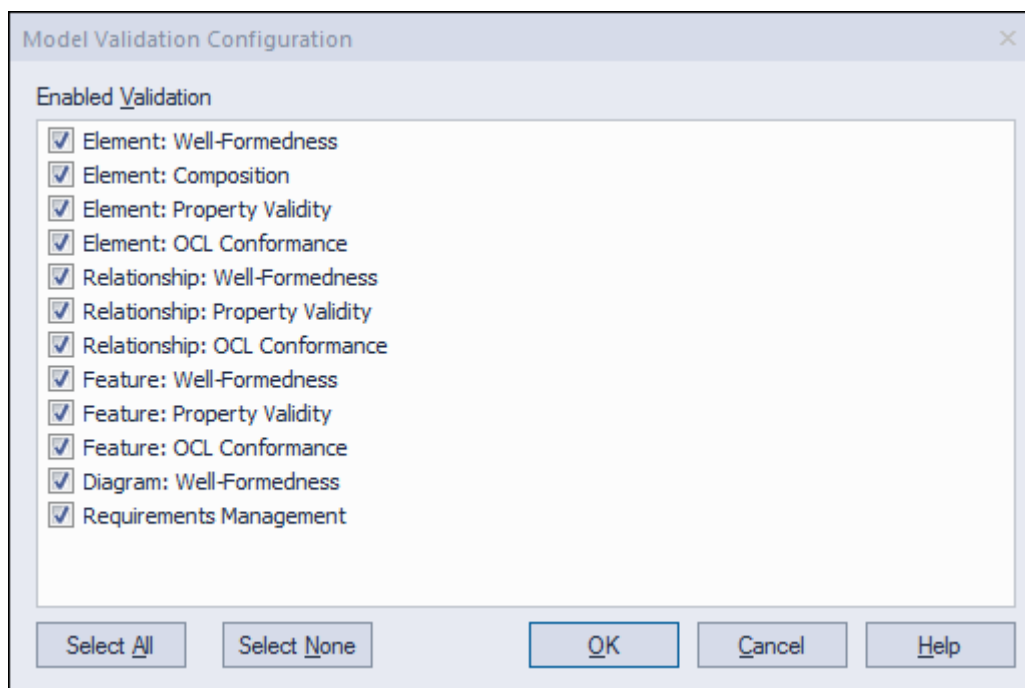 Model Validation Configuration
Enabled Validation
Element: Well-Formedness
Element: Composition
Element: Property Validity
Element: OCL Conformance
Relationship: Well-Formedness
Relationship: Property Validity
Relationship: OCL Conformance
Feature: Well-Formedness
Feature: Property Validity
Feature: OCL Conformance
Diagram: Well-Formedness
Requirements Management
Select All Select None OK Cancel Help